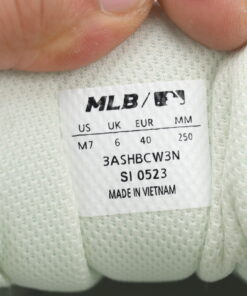 MLB/
US UK EUR MM
M7 6 40 250
3ASHBCW3N
SI 0523
MADE IN VIETNAM